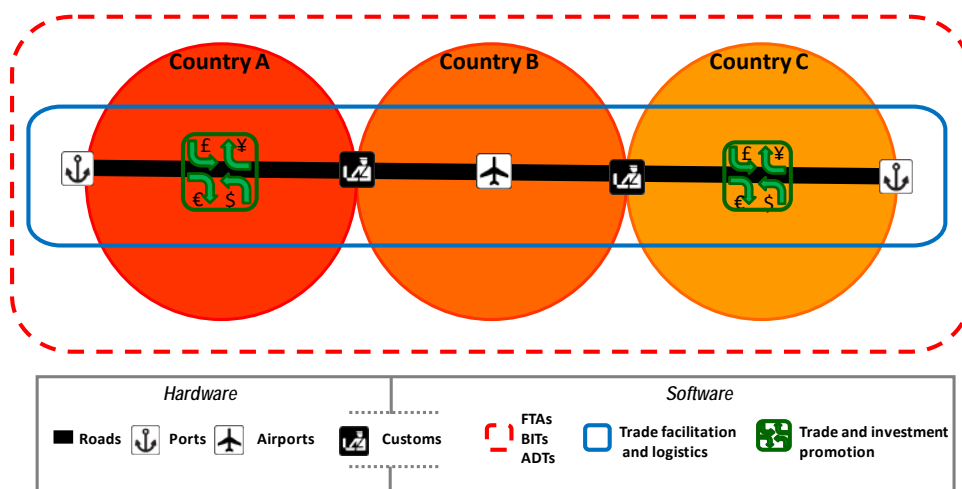 Country A
Country B
Country C
£ ¥
€ $
£ ¥
€ $
Hardware
Software
Roads
Ports
Airports
Customs
FTAs
BITs
ADTs
Trade facilitation
and logistics
Trade and investment
promotion